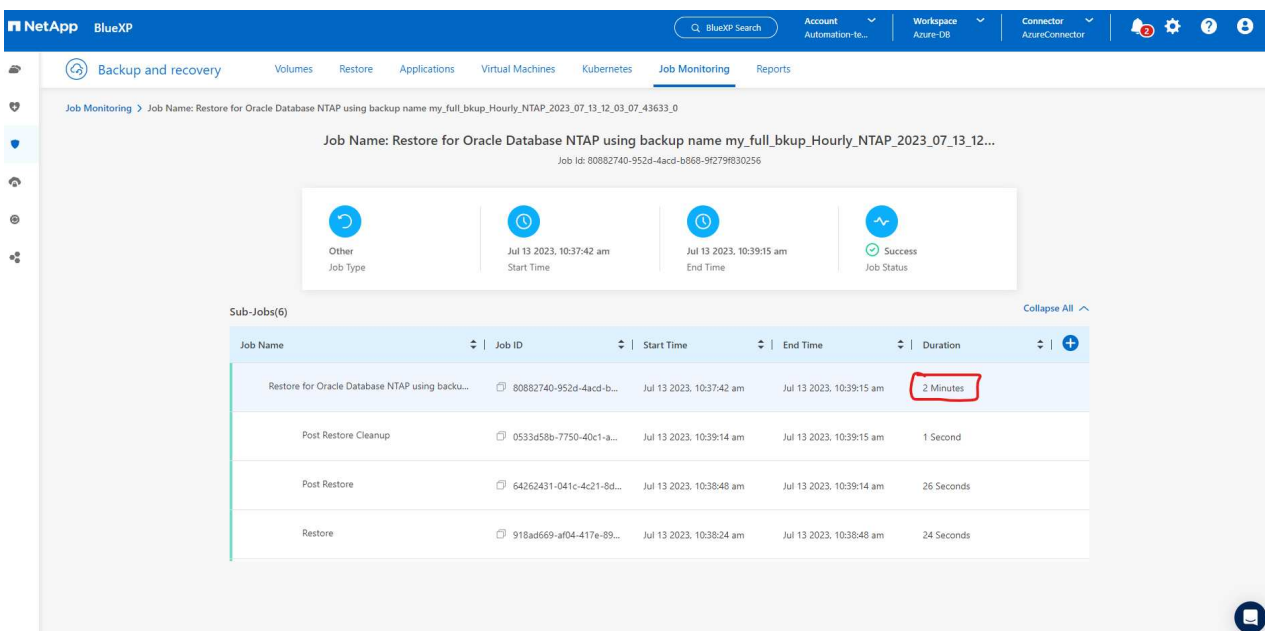 NetApp BlueXP
BlueXP Search
Account
Automation-te...
Workspace
Azure-DB
Connector
AzureConnector
2
Backup and recovery
Volumes Restore Applications Virtual Machines Kubernetes Job Monitoring Reports
Job Monitoring > Job Name: Restore for Oracle Database NTAP using backup name my_full_bkup_Hourly_NTAP_2023_07_13_12_03_07_43633_0
Job Name: Restore for Oracle Database NTAP using backup name my_full_bkup_Hourly_NTAP_2023_07_13_12...
Job Id: 80882740-952d-4acd-b868-9f279f830256
Other
Job Type
Jul 13 2023, 10:37:42 am
Start Time
Jul 13 2023, 10:39:15 am
End Time
Success
Job Status
Sub-Jobs(6)
Collapse All
Job Name Job ID Start Time End Time Duration
Restore for Oracle Database NTAP using backu... 80882740-952d-4acd-b... Jul 13 2023, 10:37:42 am Jul 13 2023, 10:39:15 am 2 Minutes
Post Restore Cleanup 0533d58b-7750-40c1-a... Jul 13 2023, 10:39:14 am Jul 13 2023, 10:39:15 am 1 Second
Post Restore 64262431-041c-4c21-8d... Jul 13 2023, 10:38:48 am Jul 13 2023, 10:39:14 am 26 Seconds
Restore 918ad669-af04-417e-89... Jul 13 2023, 10:38:24 am Jul 13 2023, 10:38:48 am 24 Seconds